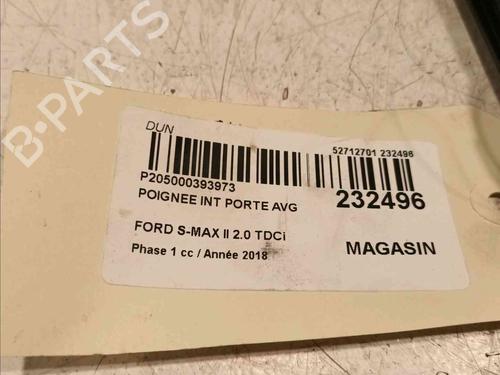 B-PARTS
DUN
52712701 232496
P205000393973
POIGNEE INT PORTE AVG
232496
FORD S-MAX II 2.0 TDCi
MAGASIN
Phase 1 cc / Année 2018